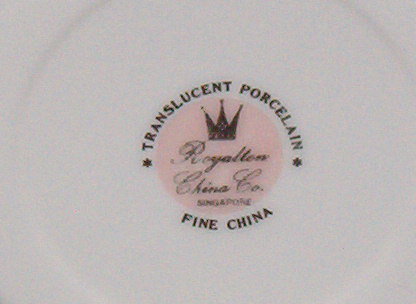 * TRANSLUCENT PORCELAIN *
Royalton
China Co.
SINGAPORE
FINE CHINA